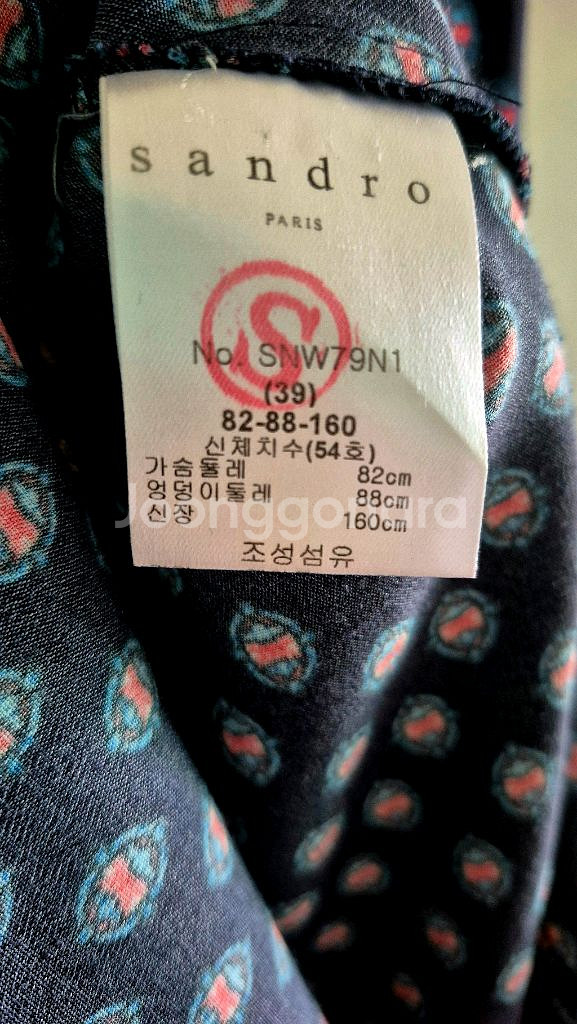 sandro
PARIS
S
No. SNW79N1
(39)
82-88-160
신체치수(54호)
가슴둘레 82cm
엉덩이둘레 88cm
신장 160cm
Joonggonara
조성섬유